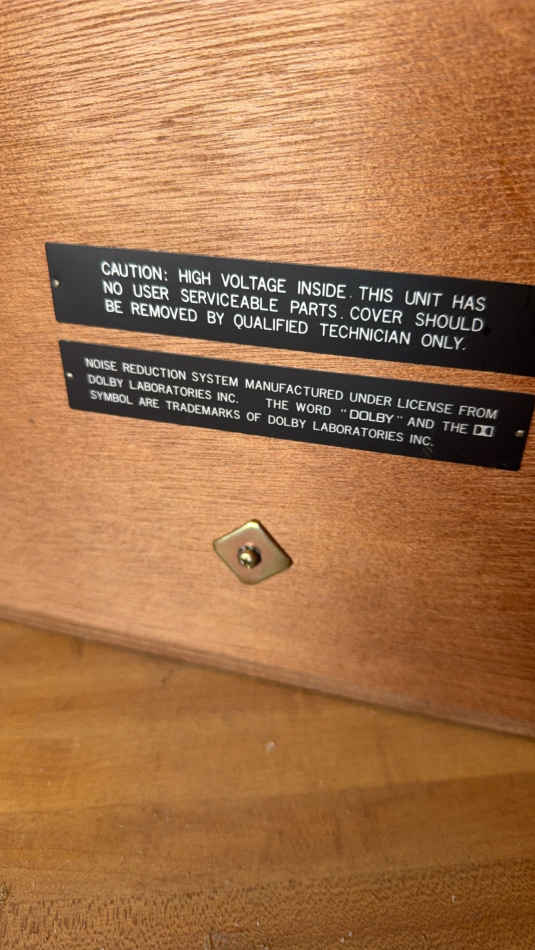 CAUTION: HIGH VOLTAGE INSIDE. THIS UNIT HAS
NO USER SERVICEABLE PARTS. COVER SHOULD
BE REMOVED BY QUALIFIED TECHNICIAN ONLY.
NOISE REDUCTION SYSTEM MANUFACTURED UNDER LICENSE FROM
DOLBY LABORATORIES INC. THE WORD "DOLBY" AND THE
SYMBOL ARE TRADEMARKS OF DOLBY LABORATORIES INC.